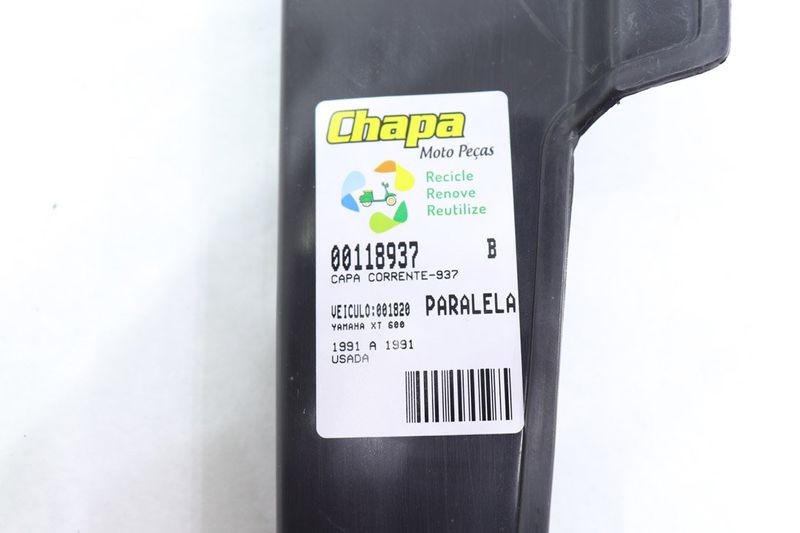 Chapa
Moto Peças
Recicle
Renove
Reutilize
00118937 B
CAPA CORRENTE-937
VEICULO:001820 PARALELA
YAMAHA XT 600
1991 A 1991
USADA